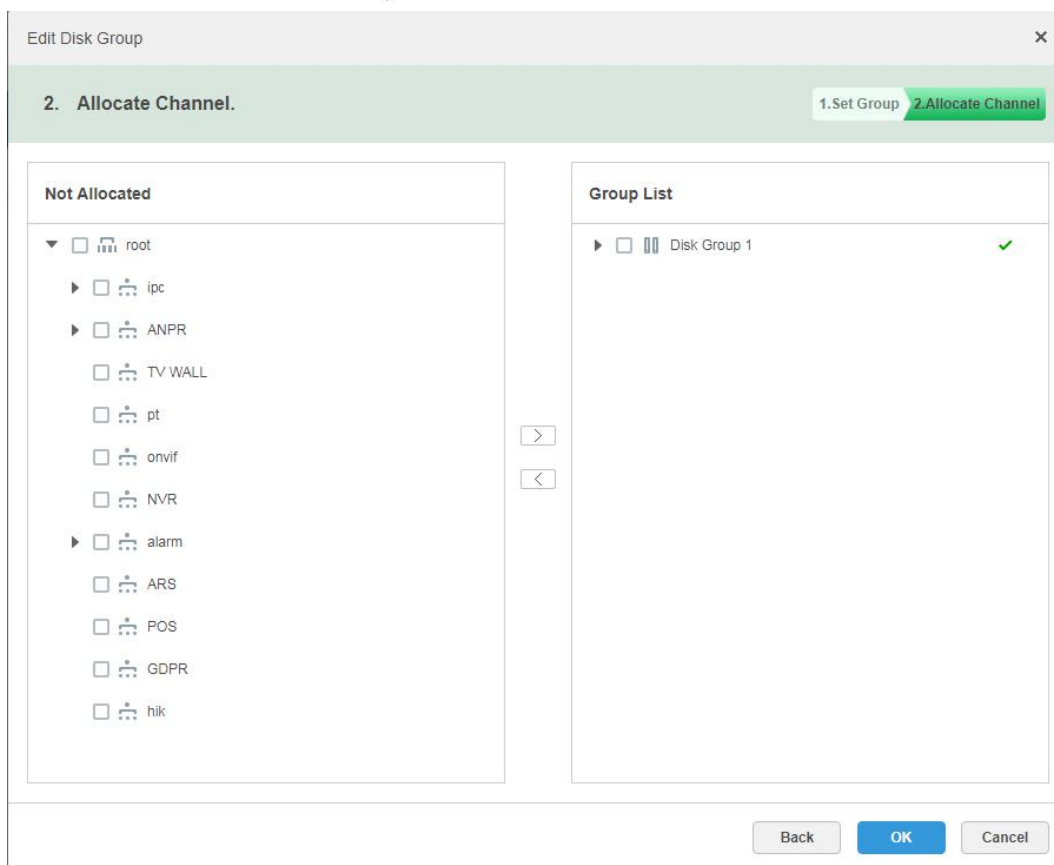 Edit Disk Group
2. Allocate Channel.
1.Set Group 2.Allocate Channel
Not Allocated
root
ipc
ANPR
TV WALL
pt
onvif
NVR
alarm
ARS
POS
GDPR
hik
Group List
Disk Group 1
Back OK Cancel